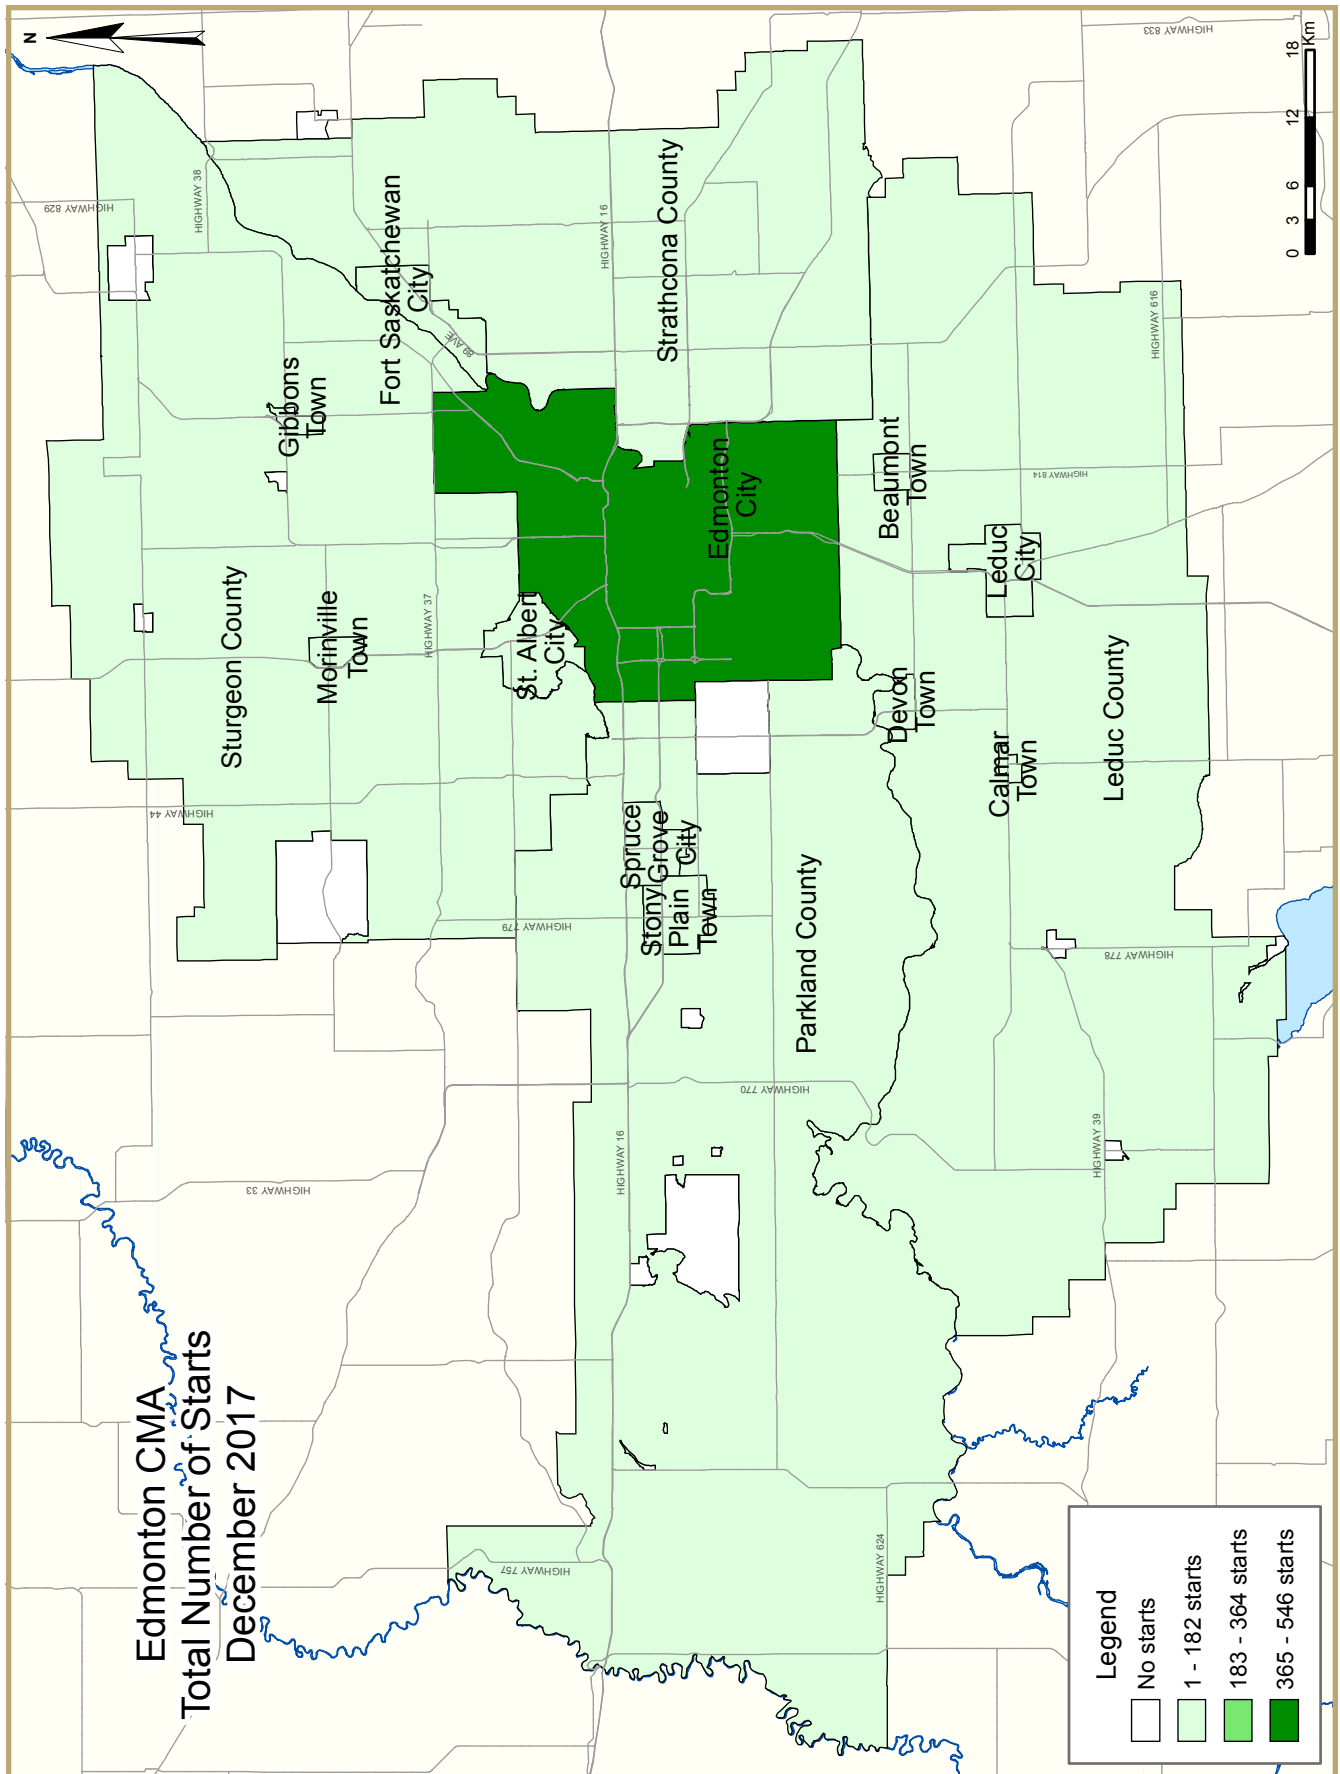 Edmonton CMA
Total Number of Starts
December 2017
N
HIGHWAY 829
HIGHWAY 38
HIGHWAY 833
HIGHWAY 16
HIGHWAY 37
HIGHWAY 44
HIGHWAY 779
HIGHWAY 33
HIGHWAY 757
HIGHWAY 16
HIGHWAY 770
HIGHWAY 624
HIGHWAY 39
HIGHWAY 778
HIGHWAY 814
HIGHWAY 616
89 AVE
Sturgeon County
Gibbons
Town
Morinville
Town
Fort Saskatchewan
City
St. Albert
City
Strathcona County
Edmonton
City
Spruce
Grove
City
Stony
Plain
Town
Parkland County
Beaumont
Town
Devon
Town
Leduc
City
Calmar
Town
Leduc County
Legend
No starts
1 - 182 starts
183 - 364 starts
365 - 546 starts
0 3 6 12 18
Km